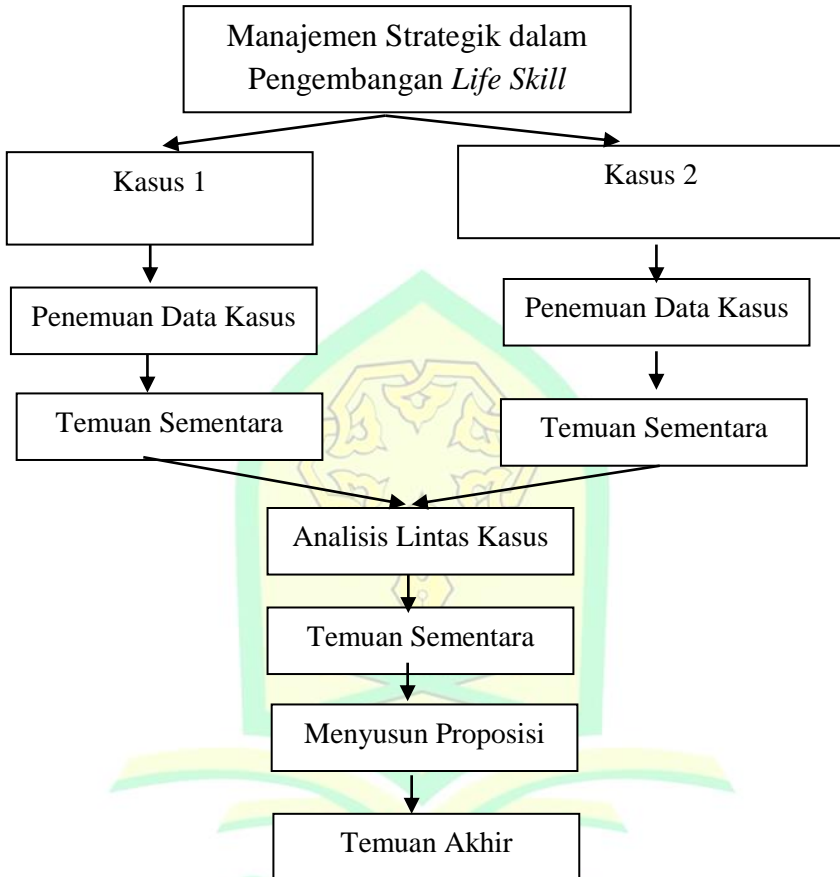 Manajemen Strategik dalam
Pengembangan Life Skill
Kasus 1
Kasus 2
Penemuan Data Kasus
Penemuan Data Kasus
Temuan Sementara
Temuan Sementara
Analisis Lintas Kasus
Temuan Sementara
Menyusun Proposisi
Temuan Akhir